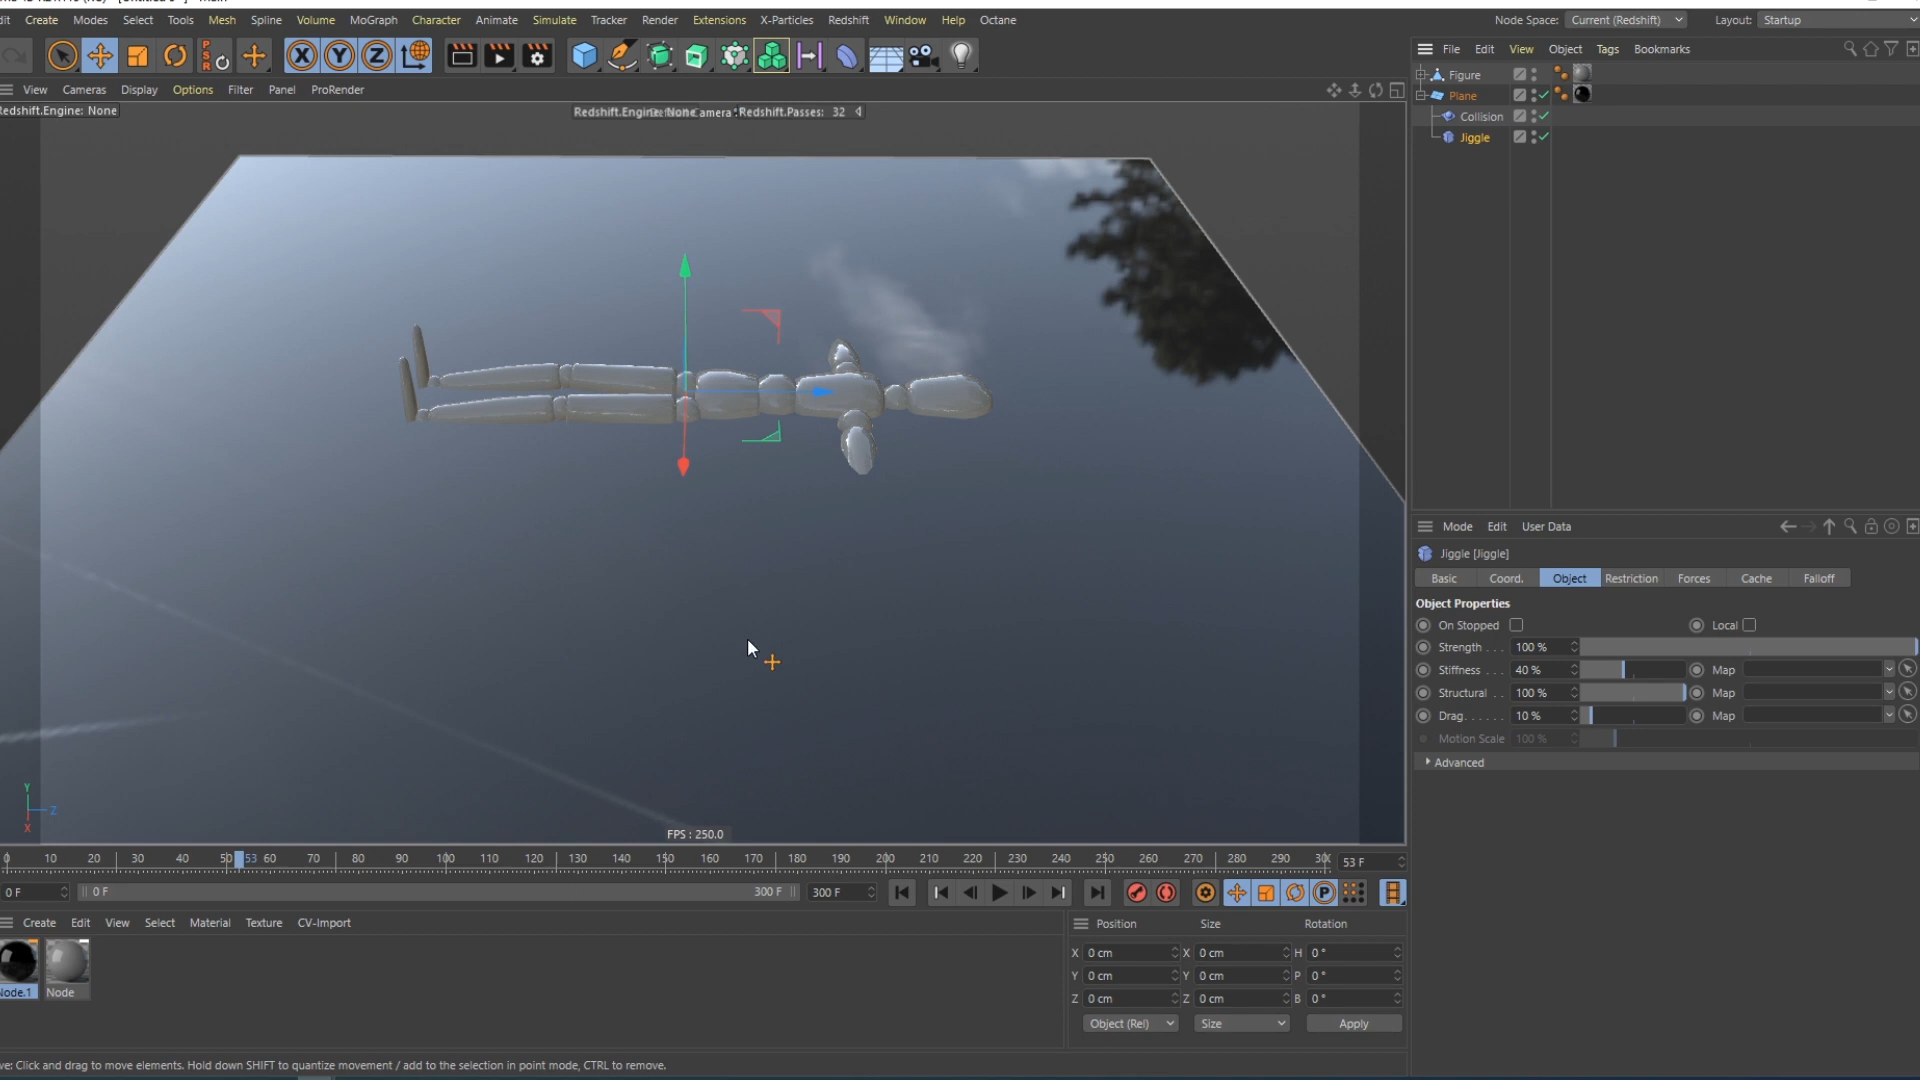 Create Modes Select Tools Mesh Spline Volume MoGraph Character Animate Simulate Tracker Render Extensions X-Particles Redshift Window Help Octane
Node Space: Current (Redshift) Layout: Startup
PSR X Y Z
File Edit View Object Tags Bookmarks
View Cameras Display Options Filter Panel ProRender
Redshift.Engine: None
Redshift.Passes: 32
Figure
Plane
Collision
Jiggle
Mode Edit User Data
Jiggle [Jiggle]
Basic Coord. Object Restriction Forces Cache Falloff
Object Properties
On Stopped Local
Strength . . . 100 %
Stiffness . . . 40 % Map
Structural . . 100 % Map
Drag. . . . . . 10 % Map
Motion Scale 100 %
Advanced
Y
Z
X
FPS : 250.0
0 10 20 30 40 50 53 60 70 80 90 100 110 120 130 140 150 160 170 180 190 200 210 220 230 240 250 260 270 280 290 53 F
0 F 0 F 300 F 300 F P
Create Edit View Select Material Texture CV-Import
Node.1 Node
Position Size Rotation
X 0 cm X 0 cm H 0 °
Y 0 cm Y 0 cm P 0 °
Z 0 cm Z 0 cm B 0 °
Object (Rel) Size Apply
ve: Click and drag to move elements. Hold down SHIFT to quantize movement / add to the selection in point mode, CTRL to remove.